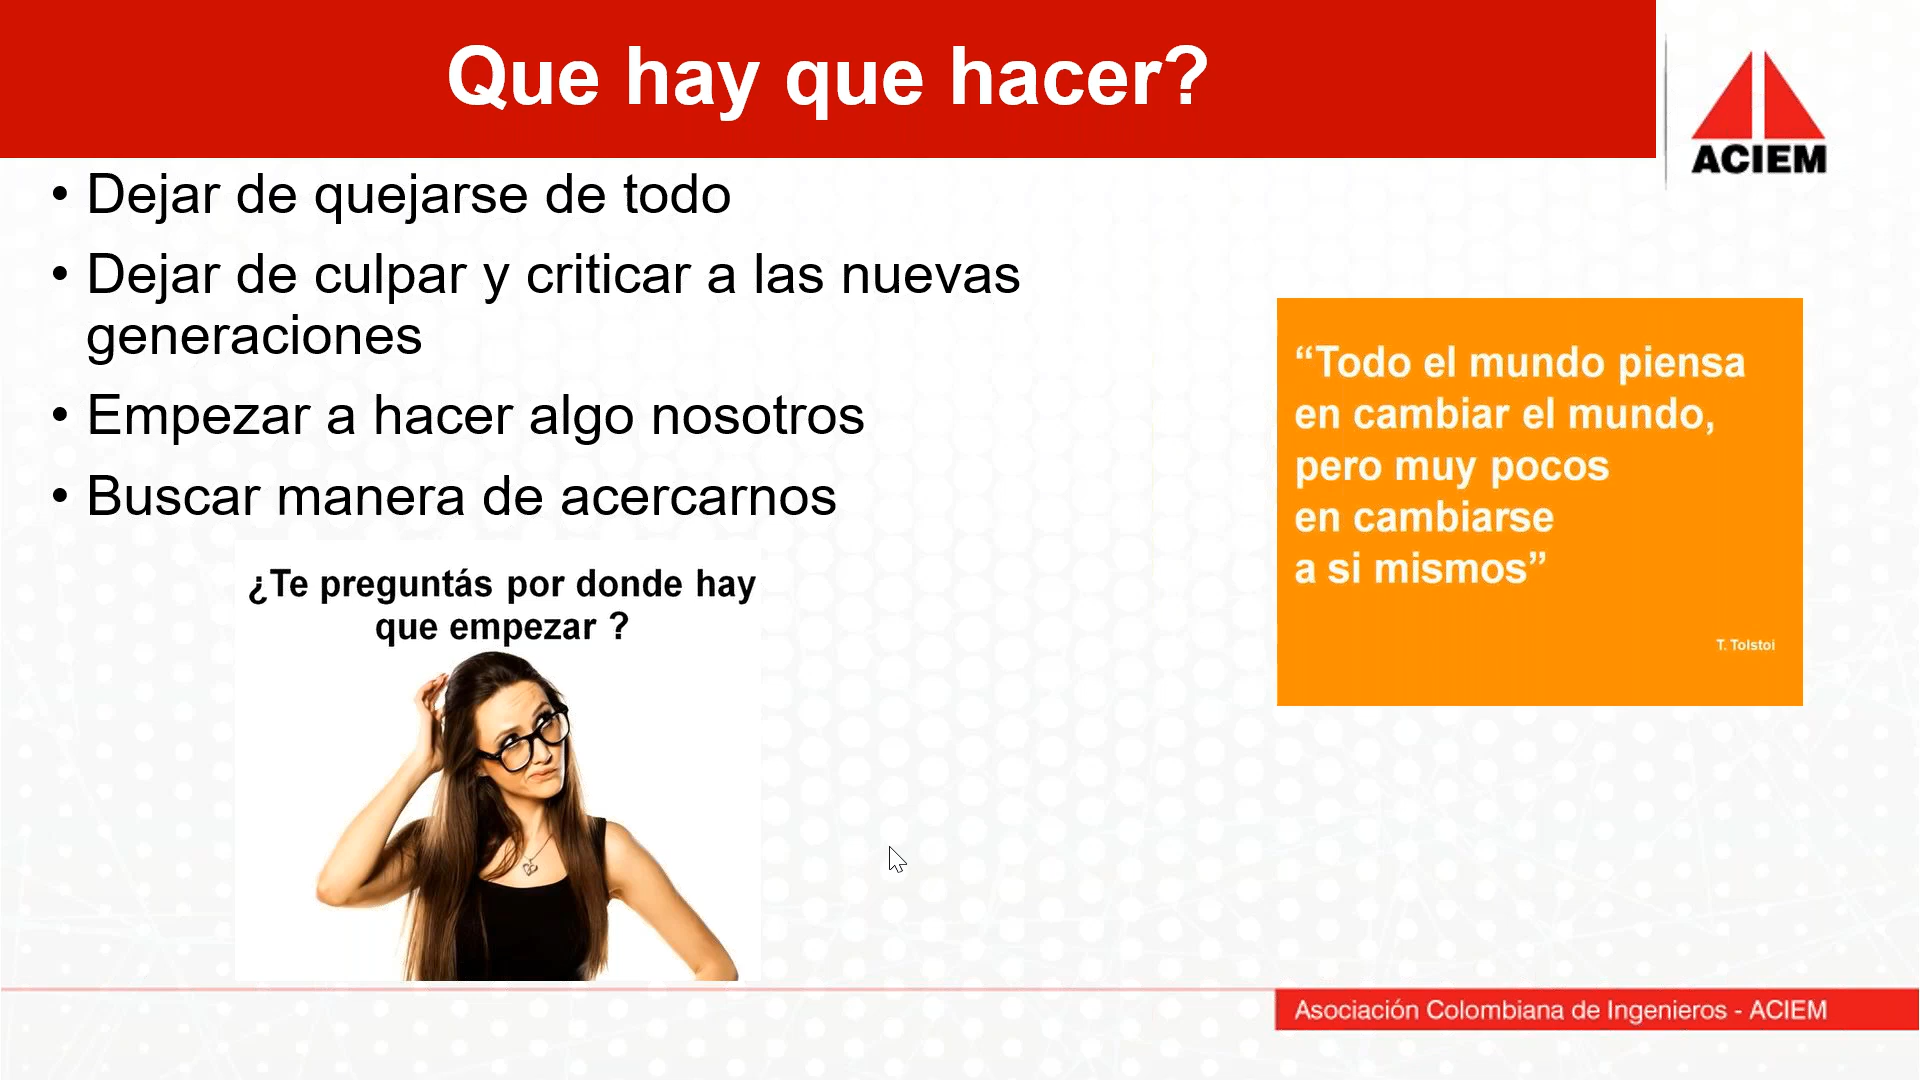 Que hay que hacer?
ACIEM
• Dejar de quejarse de todo
• Dejar de culpar y criticar a las nuevas
generaciones
• Empezar a hacer algo nosotros
• Buscar manera de acercarnos
¿Te preguntás por donde hay
que empezar ?
“Todo el mundo piensa
en cambiar el mundo,
pero muy pocos
en cambiarse
a si mismos”
T. Tolstoi
Asociación Colombiana de Ingenieros - ACIEM